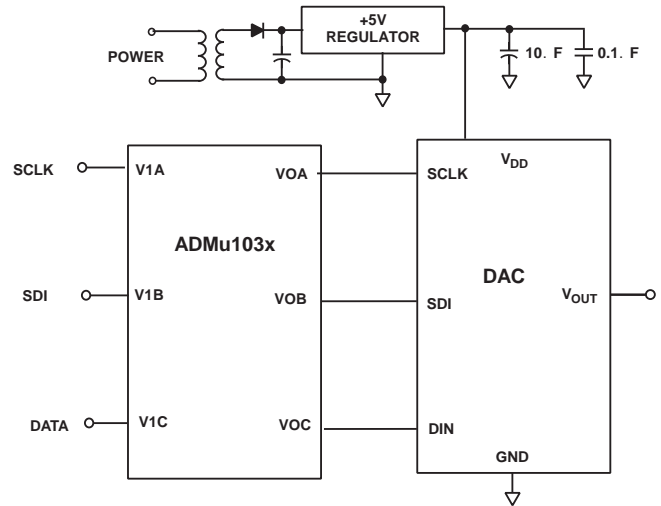 +5V
REGULATOR
POWER
10. F
0.1. F
SCLK
V1A
VOA
SCLK
VDD
ADMu103x
DAC
SDI
V1B
VOB
SDI
VOUT
DATA
V1C
VOC
DIN
GND